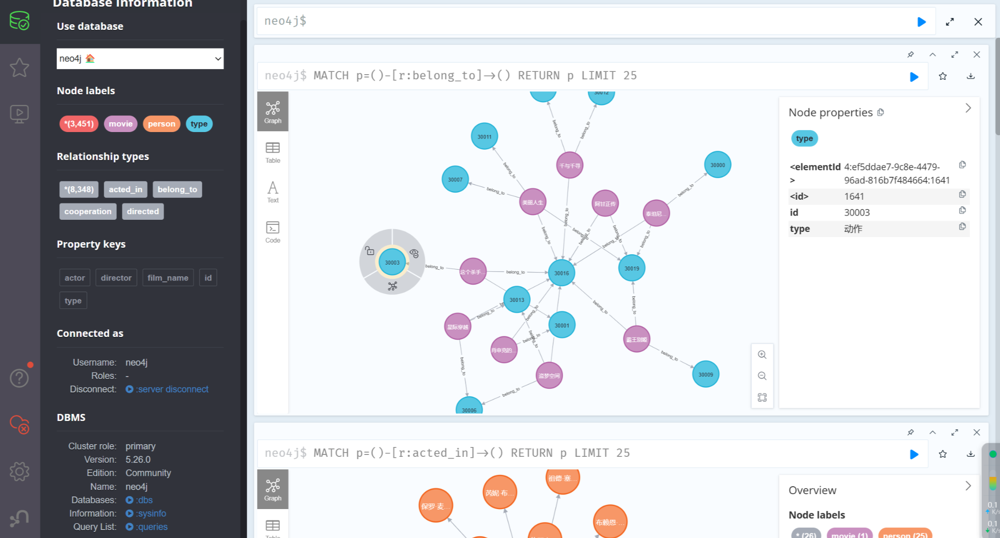 Database information
Use database
neo4j
Node labels
*(3,451) movie person type
Relationship types
*(8,348) acted_in belong_to
cooperation directed
Property keys
actor director film_name id
type
Connected as
Username: neo4j
Roles: -
Disconnect: :server disconnect
DBMS
Cluster role: primary
Version: 5.26.0
Edition: Community
Name: neo4j
Databases: :dbs
Information: :sysinfo
Query List: :queries
neo4j$
neo4j$ MATCH p=()-[r:belong_to]->() RETURN p LIMIT 25
Graph
Table
Text
Code
30012
belong_to
belong_to
30011
千与千寻
30000
belong_to
30007
belong_to
belong_to
美丽人生
阿甘正传
泰坦尼...
belong_to
belong_to
belong_to
belong_to
belong_to
belong_to
belong_to
30003
belong_to
这个杀手...
belong_to
30016
30019
30013
belong_to
belong_to
belong_to
belong_to
星际穿越
30001
belong_to
belong_to
肖申克的...
霸王别姬
belong_to
belong_to
盗梦空间
30009
belong_to
30006
Node properties
type
<elementId> 4:ef5ddae7-9c8e-4479-96ad-816b7f484664:1641
<id> 1641
id 30003
type 动作
neo4j$ MATCH p=()-[r:acted_in]->() RETURN p LIMIT 25
Graph
Table
祖德·塞...
芮妮·布...
保罗·麦...
布赖恩·...
Overview
Node labels
* (26) movie (1) person (25)
0.1
K/s
0.1
K/s